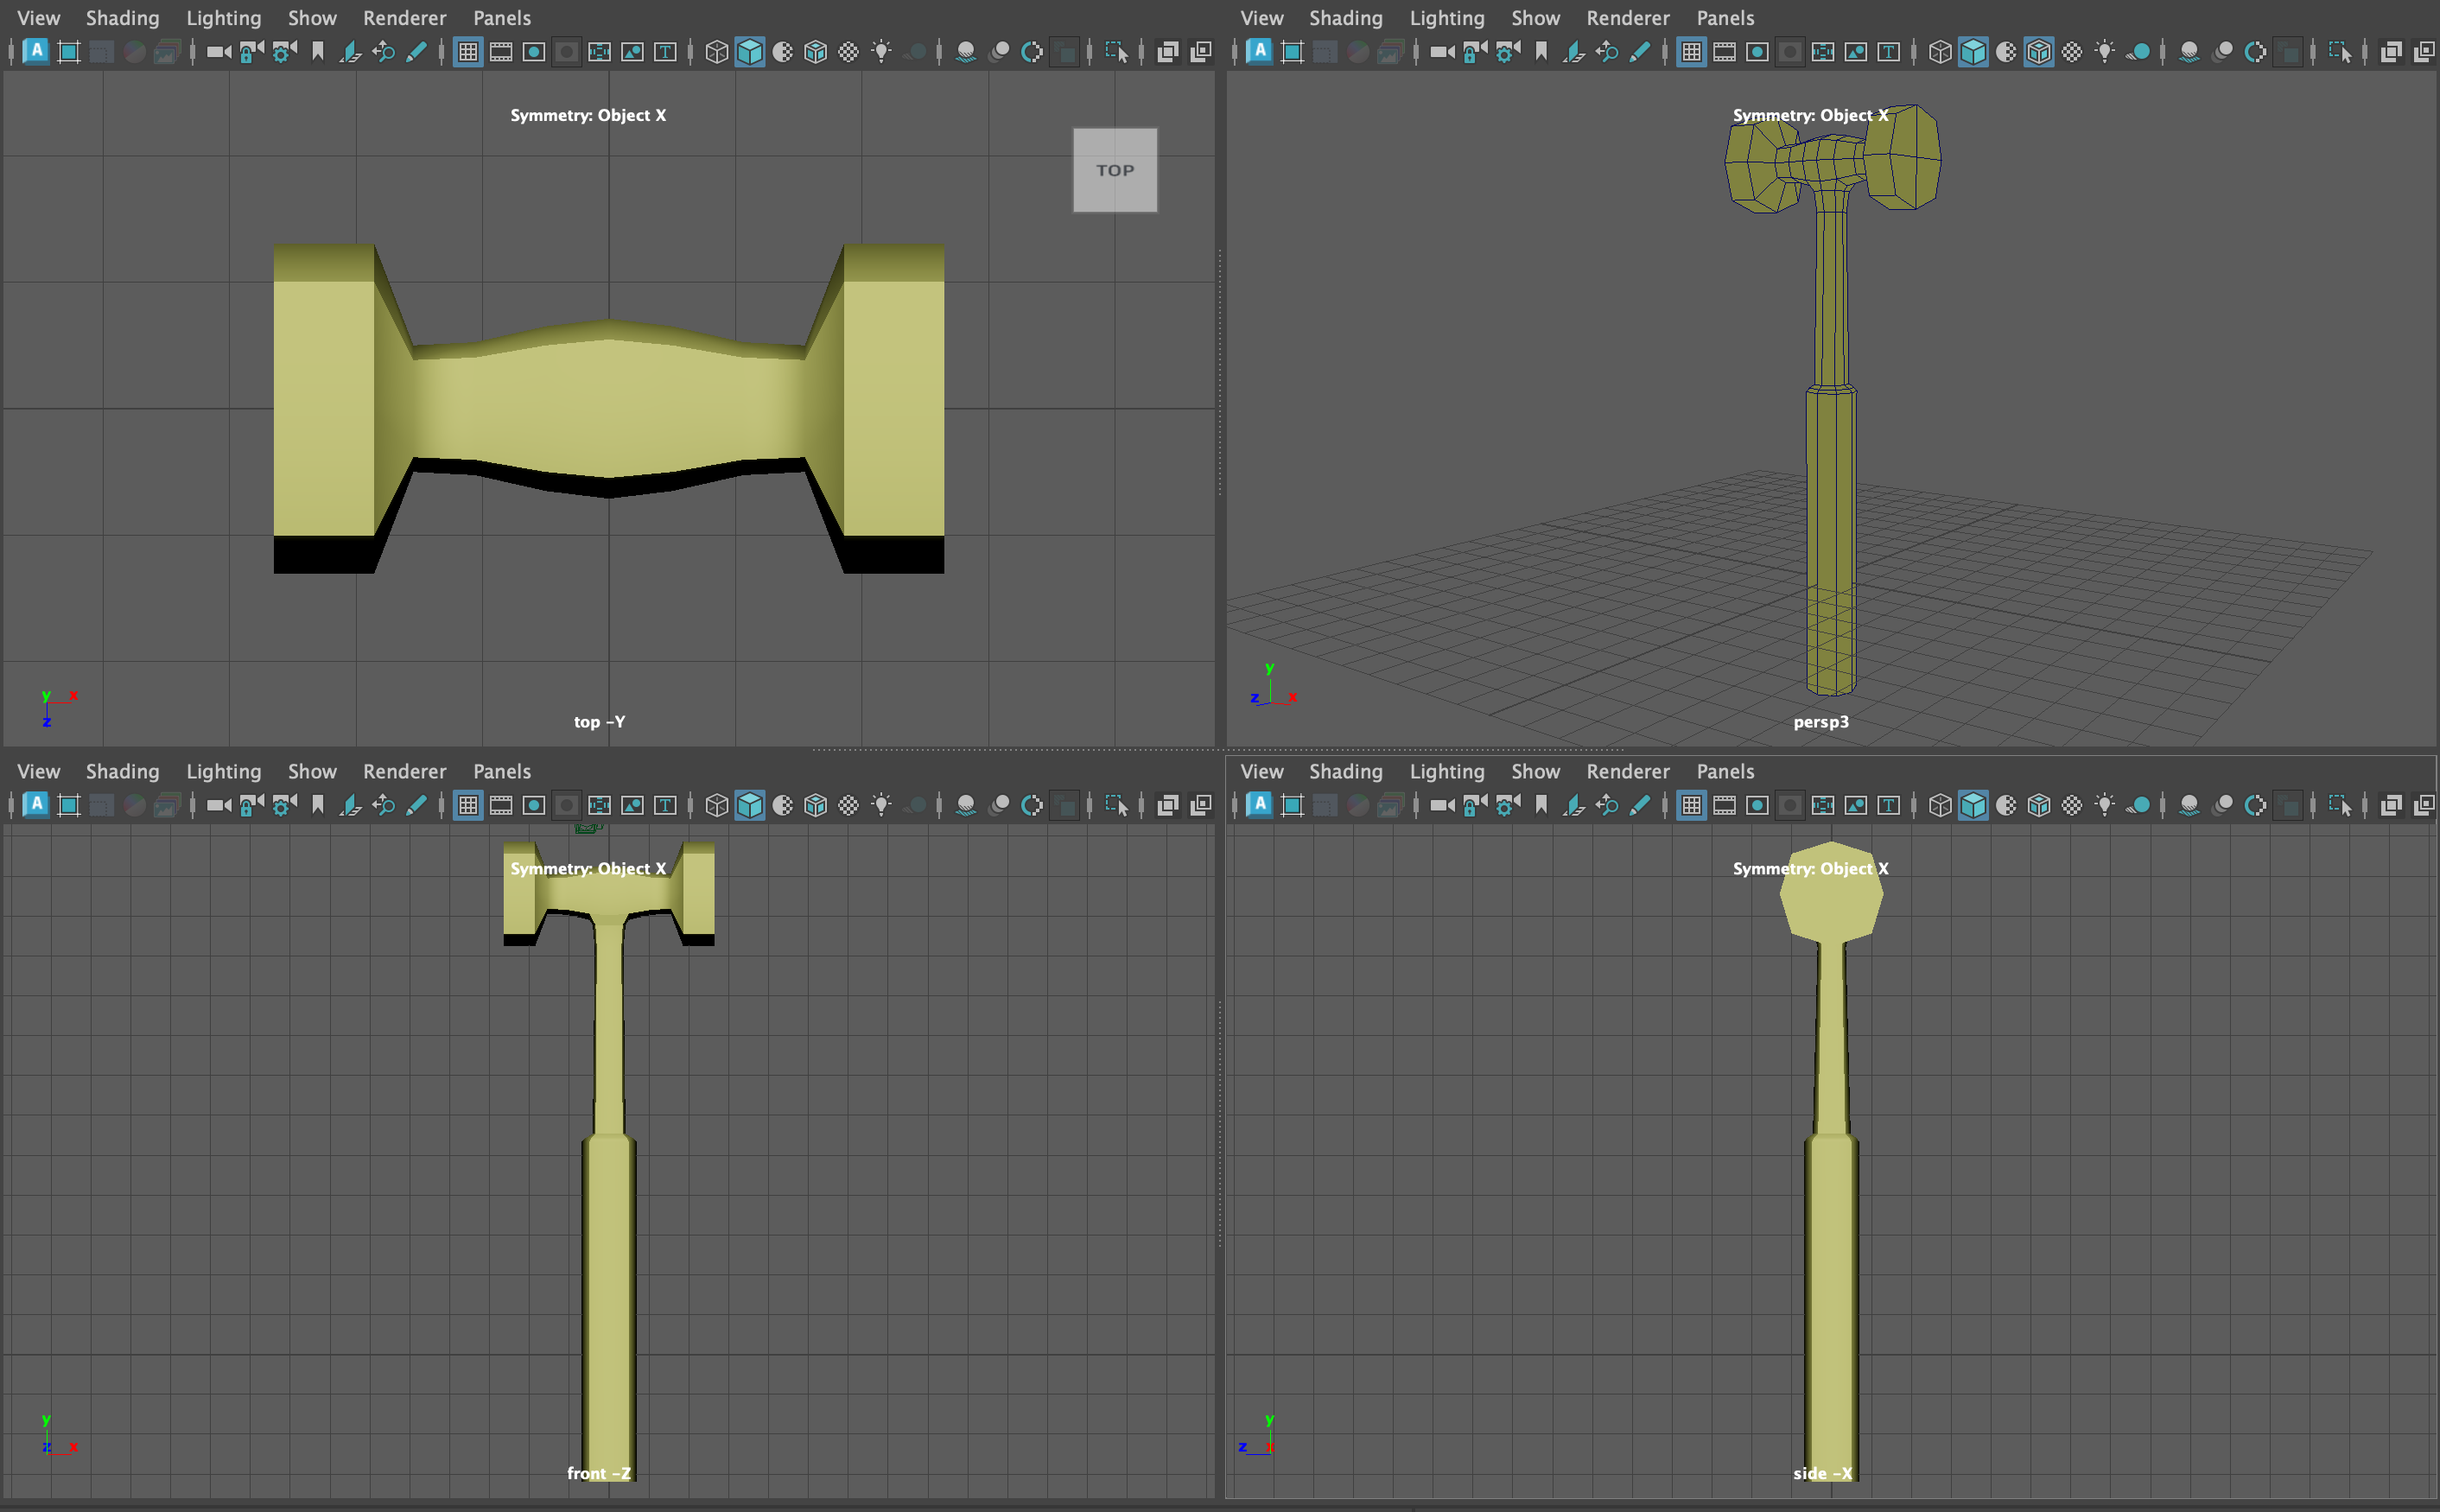 View Shading Lighting Show Renderer Panels
A T
Symmetry: Object X
TOP
y x
z
top -Y
View Shading Lighting Show Renderer Panels
A T
Symmetry: Object X
y
z x
persp3
View Shading Lighting Show Renderer Panels
A T
Symmetry: Object X
y
z x
front -Z
View Shading Lighting Show Renderer Panels
A T
Symmetry: Object X
y
z
side -X